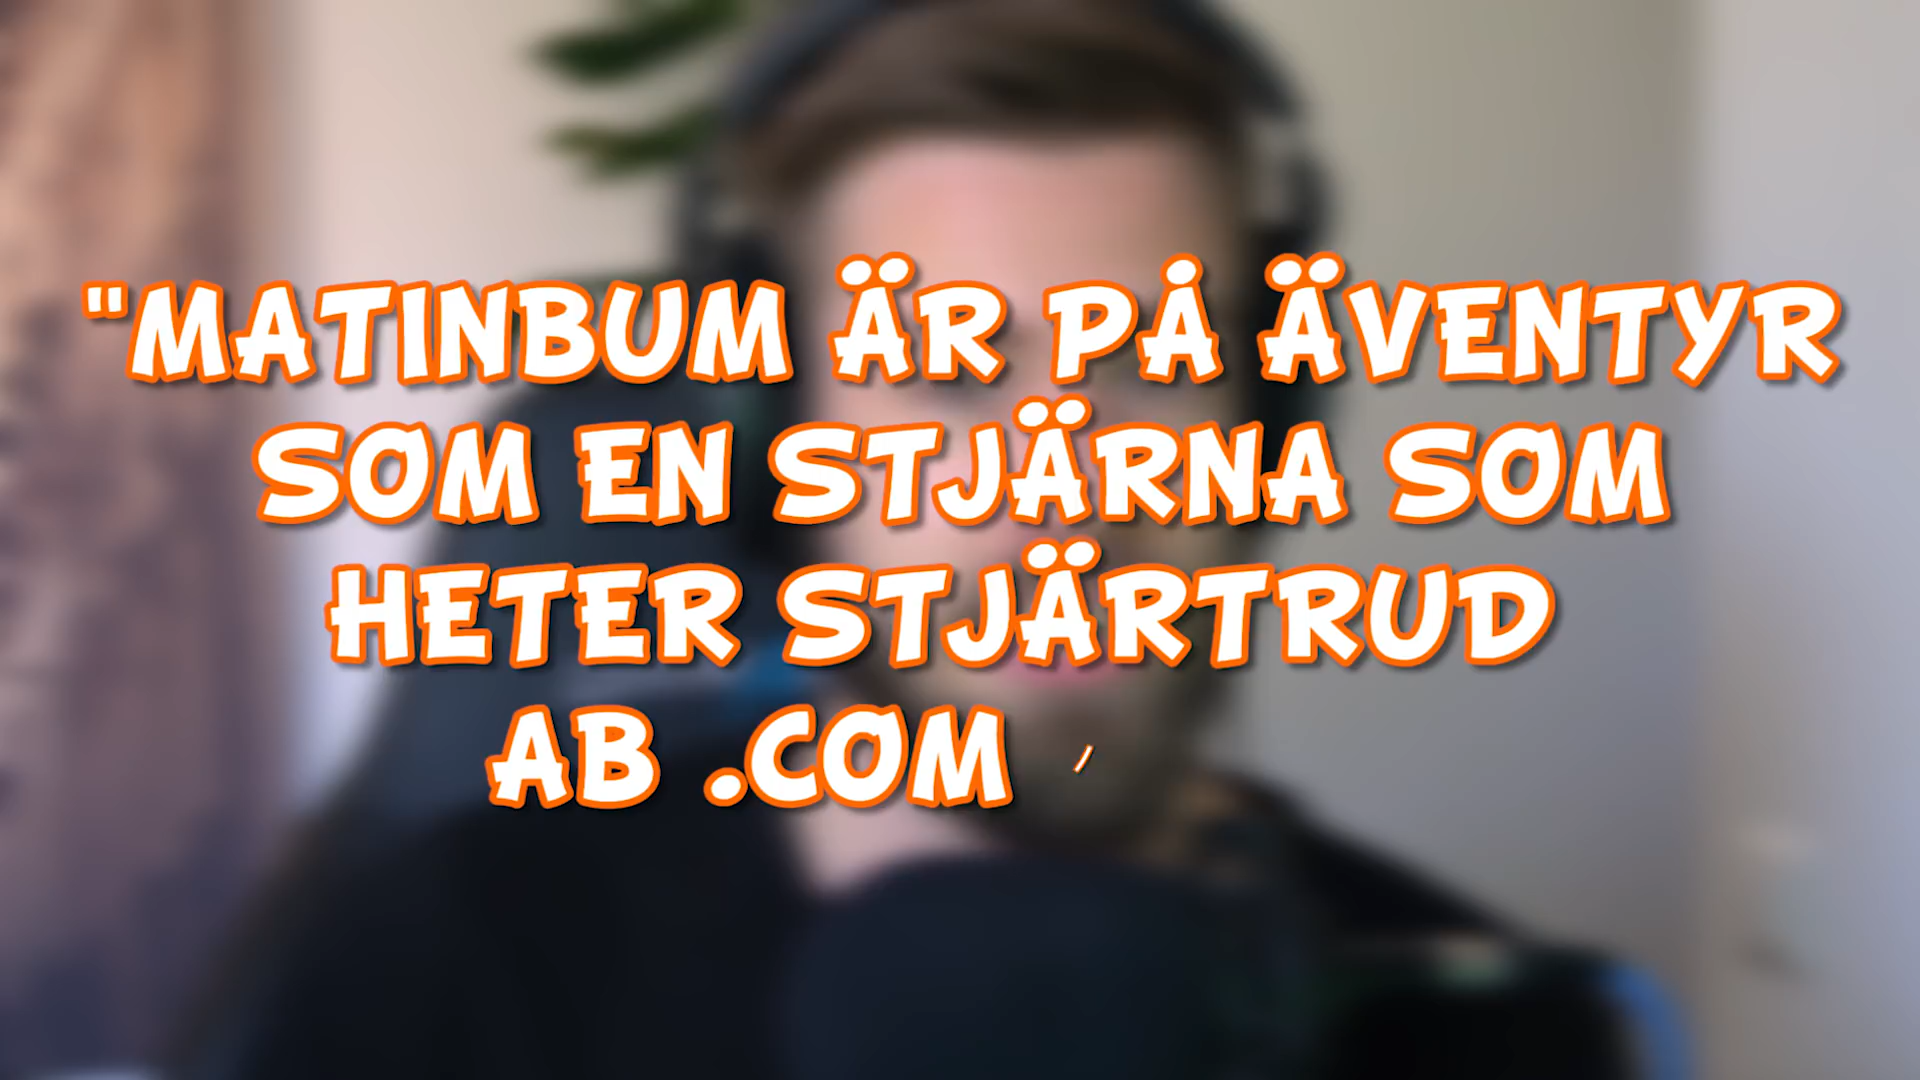 "MATINBUM ÄR PÅ ÄVENTYR
SOM EN STJÄRNA SOM
HETER STJÄRTRUD
AB .COM